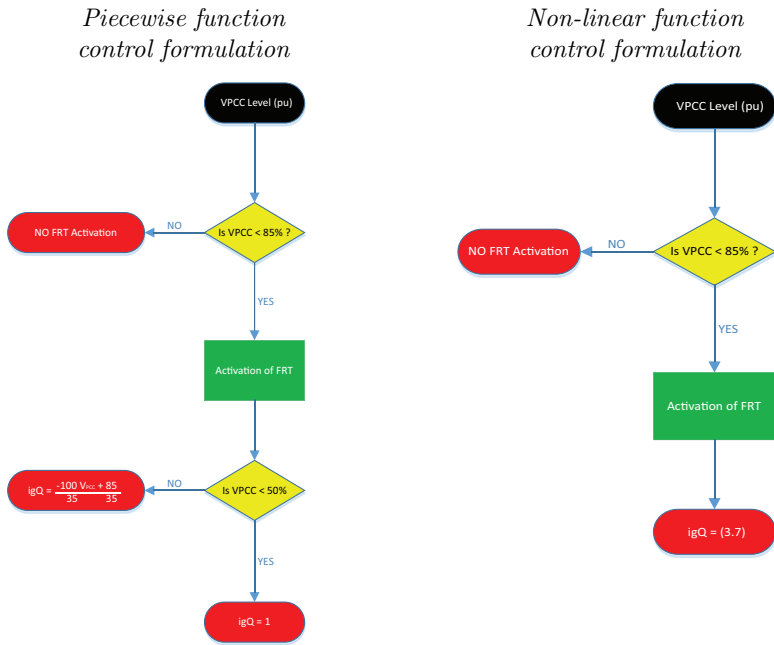 Piecewise function
control formulation
VPCC Level (pu)
Is VPCC < 85% ?
NO
NO FRT Activation
YES
Activation of FRT
Is VPCC < 50%
NO
igQ = -100 VPCC + 85
35 35
YES
igQ = 1
Non-linear function
control formulation
VPCC Level (pu)
Is VPCC < 85% ?
NO
NO FRT Activation
YES
Activation of FRT
igQ = (3.7)